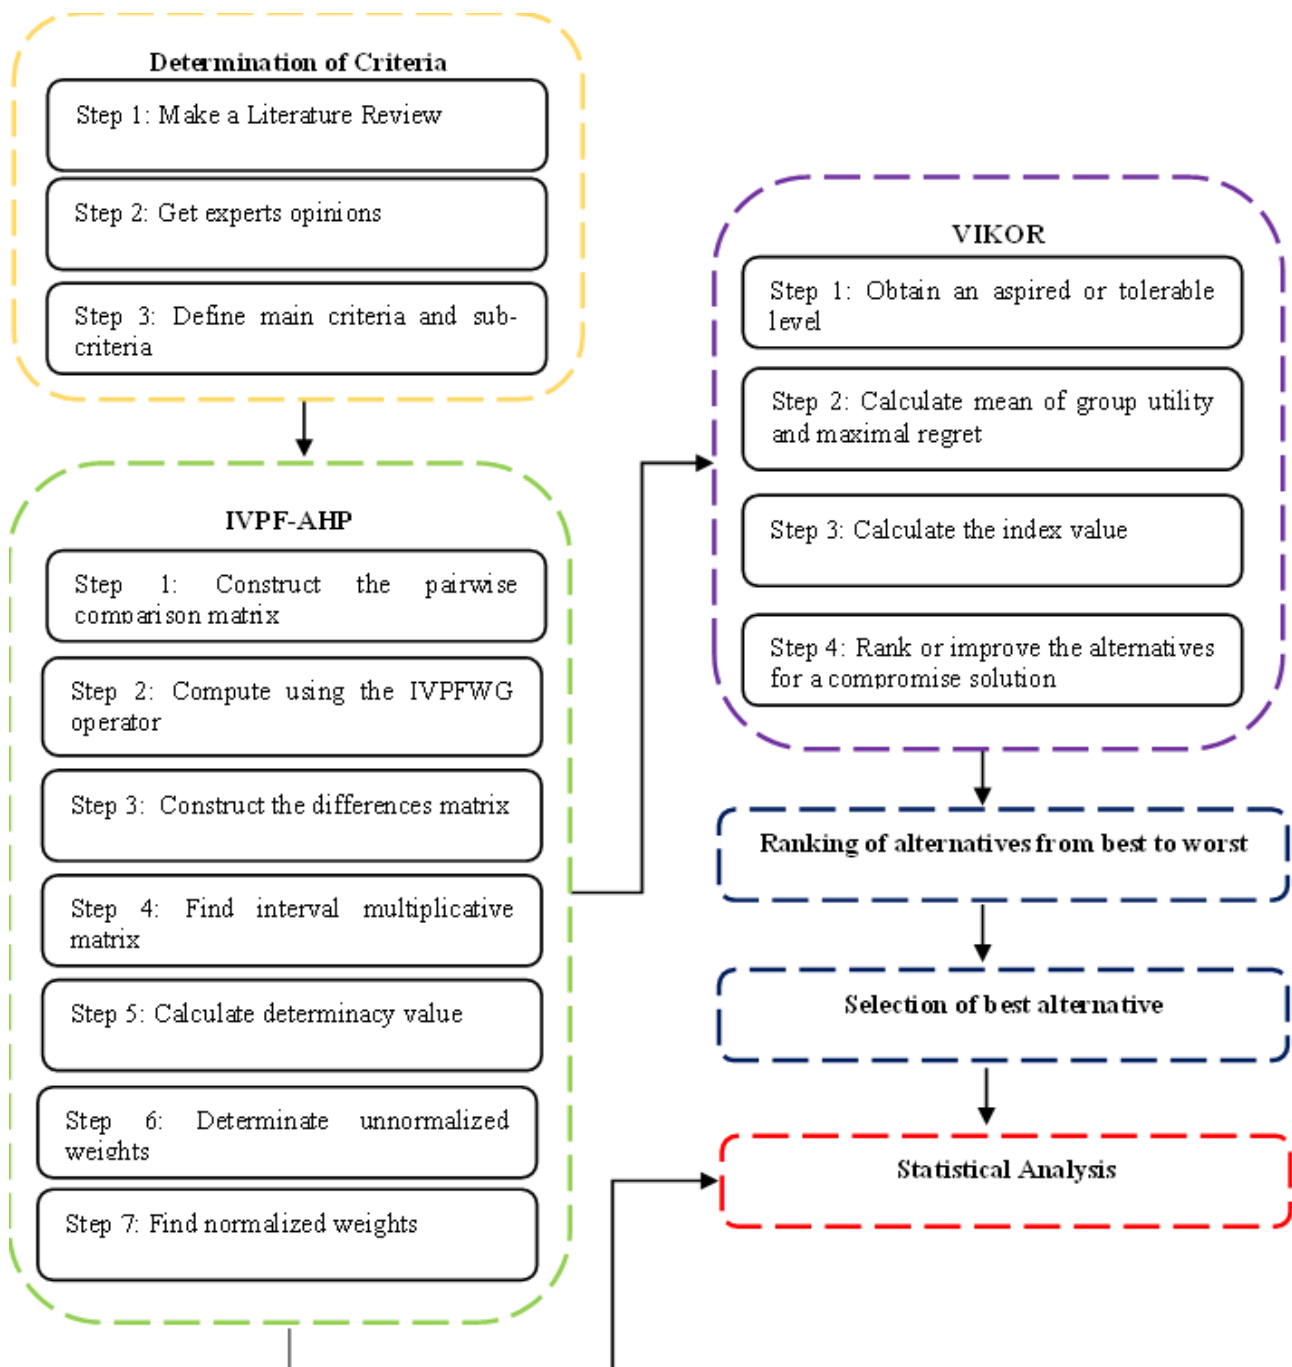 Determination of Criteria
Step 1: Make a Literature Review
Step 2: Get experts opinions
Step 3: Define main criteria and sub-
criteria
IVPF-AHP
Step 1: Construct the pairwise
comparison matrix
Step 2: Compute using the IVPFWG
operator
Step 3: Construct the differences matrix
Step 4: Find interval multiplicative
matrix
Step 5: Calculate determinacy value
Step 6: Determinate unnormalized
weights
Step 7: Find normalized weights
VIKOR
Step 1: Obtain an aspired or tolerable
level
Step 2: Calculate mean of group utility
and maximal regret
Step 3: Calculate the index value
Step 4: Rank or improve the alternatives
for a compromise solution
Ranking of alternatives from best to worst
Selection of best alternative
Statistical Analysis